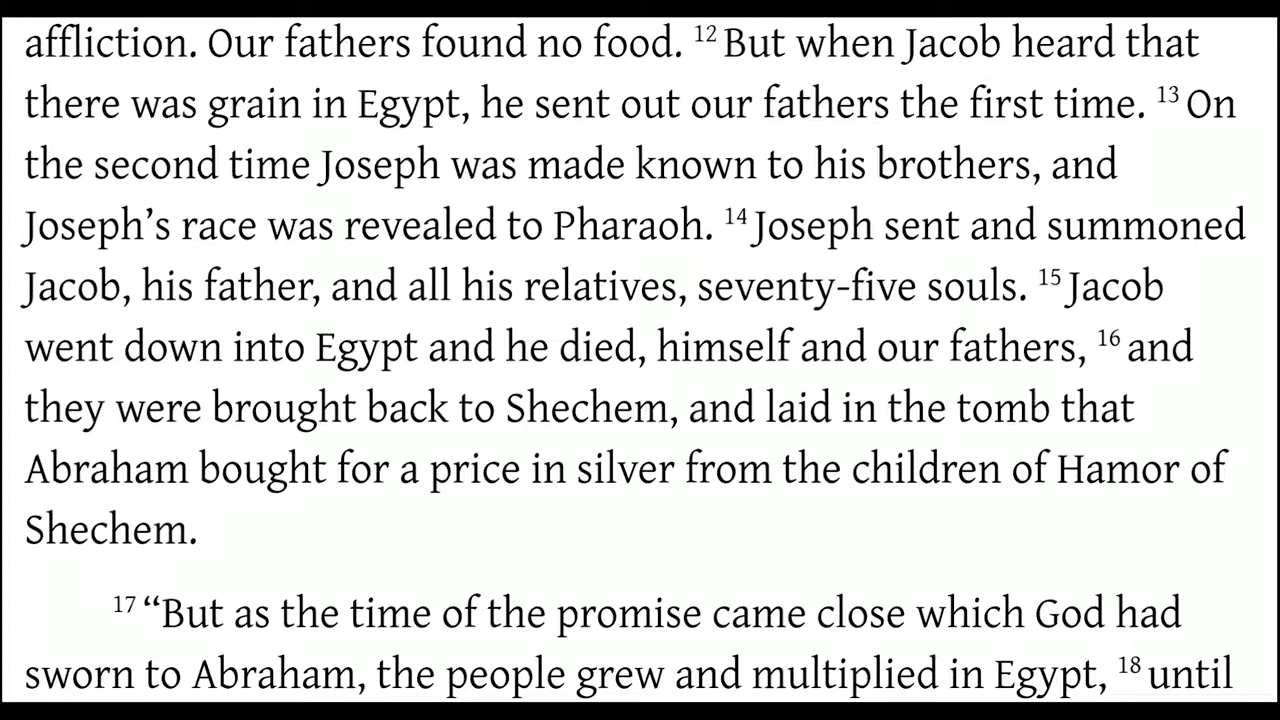 affliction. Our fathers found no food. 12 But when Jacob heard that
there was grain in Egypt, he sent out our fathers the first time. 13 On
the second time Joseph was made known to his brothers, and
Joseph’s race was revealed to Pharaoh. 14 Joseph sent and summoned
Jacob, his father, and all his relatives, seventy-five souls. 15 Jacob
went down into Egypt and he died, himself and our fathers, 16 and
they were brought back to Shechem, and laid in the tomb that
Abraham bought for a price in silver from the children of Hamor of
Shechem.
17 “But as the time of the promise came close which God had
sworn to Abraham, the people grew and multiplied in Egypt, 18 until